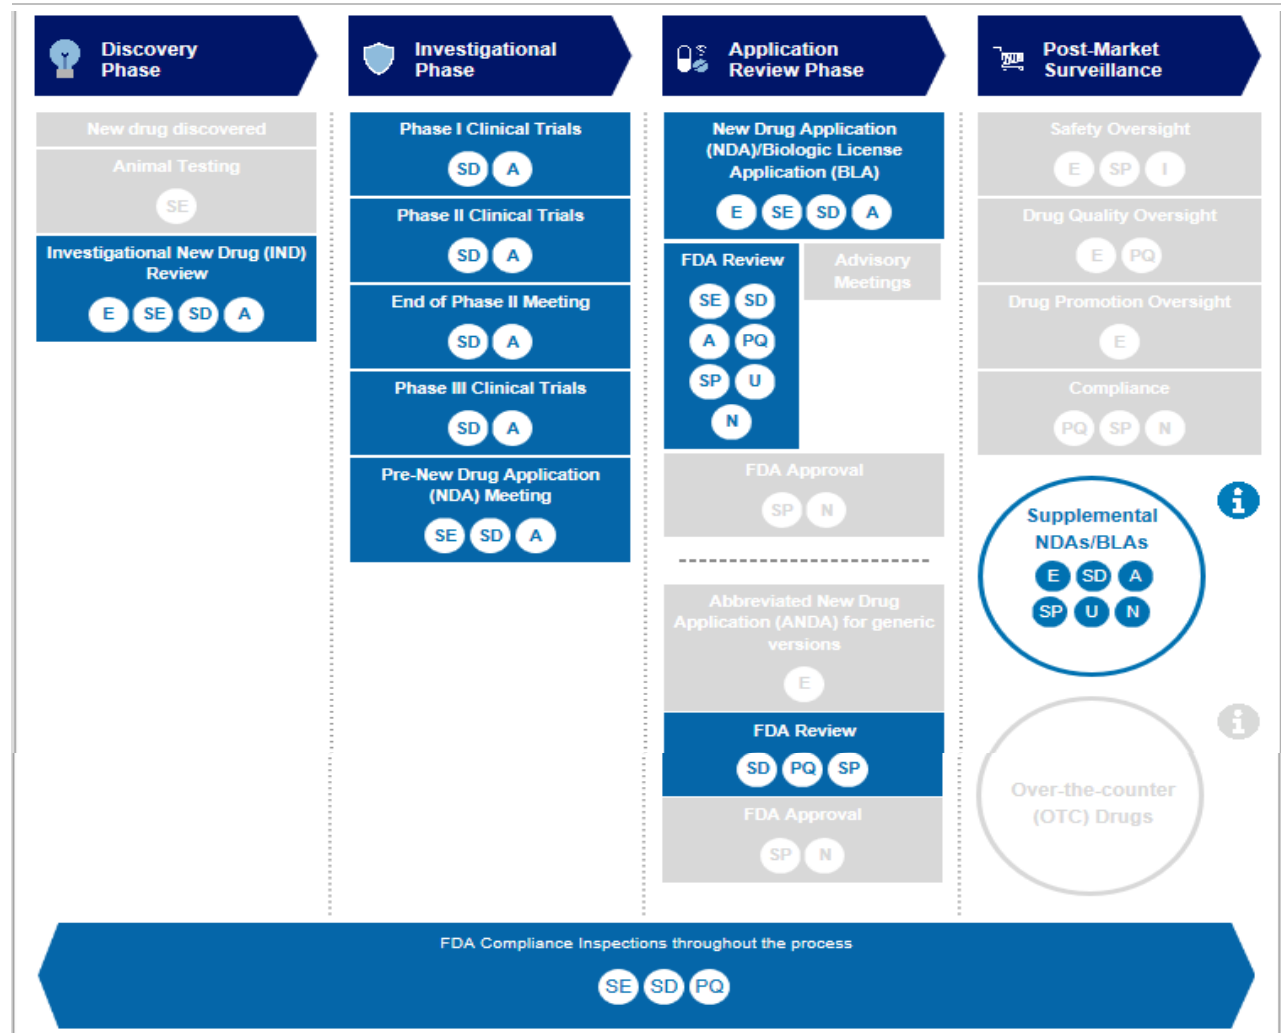 Discovery
Phase
New drug discovered
Animal Testing
SE
Investigational New Drug (IND)
Review
E SE SD A
Investigational
Phase
Phase I Clinical Trials
SD A
Phase II Clinical Trials
SD A
End of Phase II Meeting
SD A
Phase III Clinical Trials
SD A
Pre-New Drug Application
(NDA) Meeting
SE SD A
Application
Review Phase
New Drug Application
(NDA)/Biologic License
Application (BLA)
E SE SD A
FDA Review
SE SD
A PQ
SP U
N
Advisory
Meetings
FDA Approval
SP N
Abbreviated New Drug
Application (ANDA) for generic
versions
E
FDA Review
SD PQ SP
FDA Approval
SP N
Post-Market
Surveillance
Safety Oversight
E SP I
Drug Quality Oversight
E PQ
Drug Promotion Oversight
E
Compliance
PQ SP N
Supplemental
NDAs/BLAs
E SD A
SP U N
Over-the-counter
(OTC) Drugs
FDA Compliance Inspections throughout the process
SE SD PQ